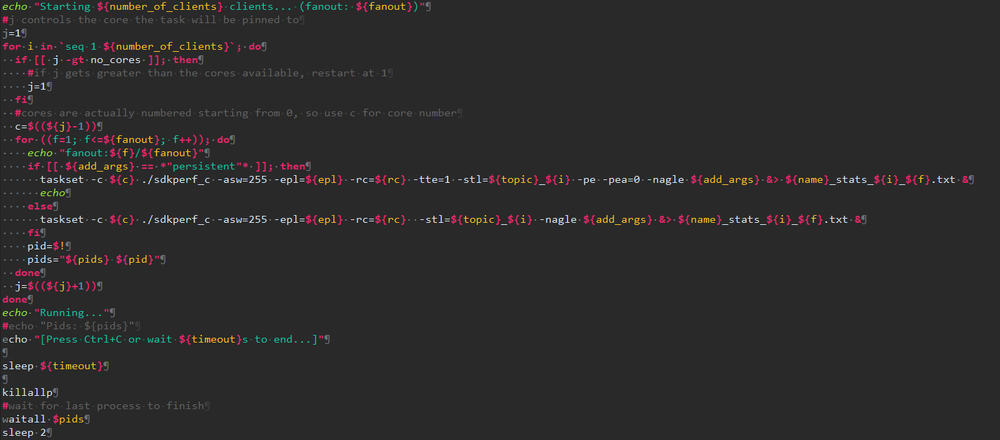 echo "Starting ${number_of_clients} clients... (fanout: ${fanout})"¶
#j controls the core the task will be pinned to¶
j=1¶
for i in `seq 1 ${number_of_clients}`; do¶
··if [[ j -gt no_cores ]]; then¶
····#if j gets greater than the cores available, restart at 1¶
····j=1¶
··fi¶
··#cores are actually numbered starting from 0, so use c for core number¶
··c=$((${j}-1))¶
··for ((f=1; f<=${fanout}; f++)); do¶
····echo "fanout:${f}/${fanout}"¶
····if [[ ${add_args} == *"persistent"* ]]; then¶
······taskset -c ${c} ./sdkperf_c -asw=255 -epl=${epl} -rc=${rc} -tte=1 -stl=${topic}_${i} -pe -pea=0 -nagle ${add_args} &> ${name}_stats_${i}_${f}.txt &¶
······echo¶
····else¶
······taskset -c ${c} ./sdkperf_c -asw=255 -epl=${epl} -rc=${rc}  -stl=${topic}_${i} -nagle ${add_args} &> ${name}_stats_${i}_${f}.txt &¶
····fi¶
····pid=$!¶
····pids="${pids} ${pid}"¶
··done¶
··j=$((${j}+1))¶
done¶
echo "Running..."¶
#echo "Pids: ${pids}"¶
echo "[Press Ctrl+C or wait ${timeout}s to end...]"¶
¶
sleep ${timeout}¶
¶
killallp¶
#wait for last process to finish¶
waitall $pids¶
sleep 2¶